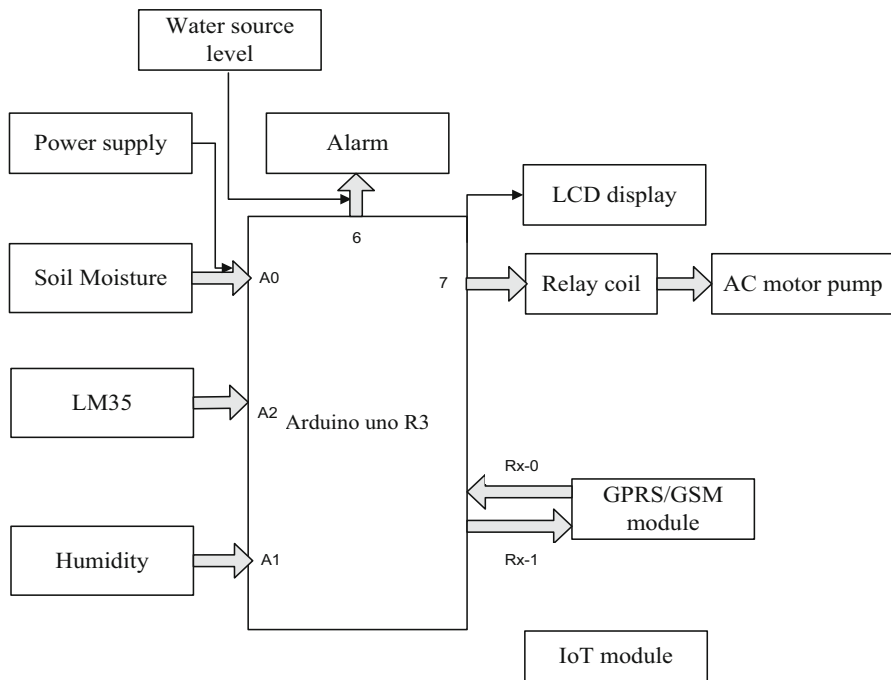 Water source
level
Power supply
Alarm
LCD display
6
Soil Moisture
A0
7
Relay coil
AC motor pump
LM35
A2
Arduino uno R3
Rx-0
GPRS/GSM
module
Humidity
A1
Rx-1
IoT module